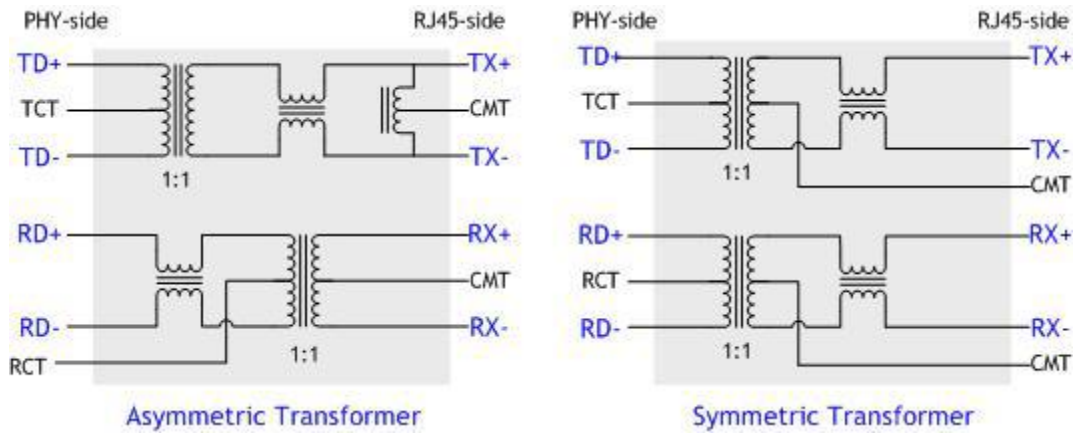 PHY-side RJ45-side
TD+ TX+
TCT CMT
TD- TX-
1:1
RD+ RX+
CMT
RD- RX-
RCT
1:1
Asymmetric Transformer
PHY-side RJ45-side
TD+ TX+
TCT
TD- TX-
1:1
CMT
RD+ RX+
RCT
RD- RX-
1:1
CMT
Symmetric Transformer